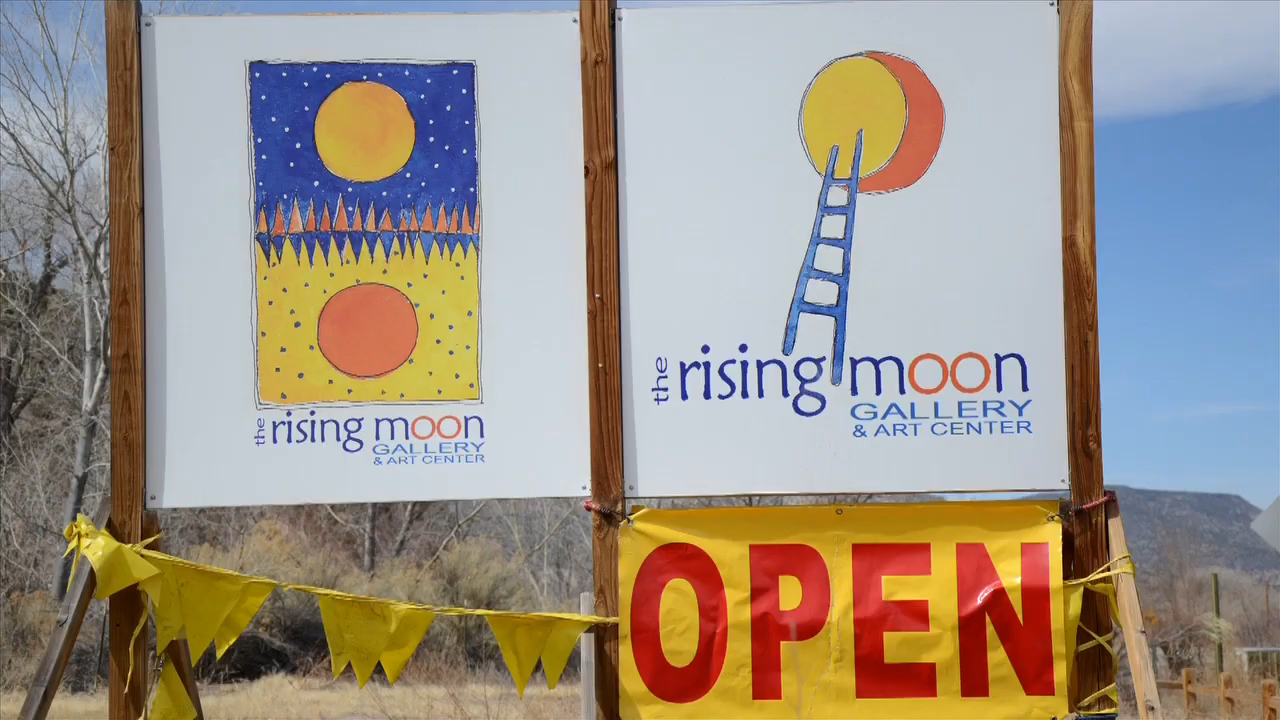 the rising moon
GALLERY
& ART CENTER
the rising moon
GALLERY
& ART CENTER
OPEN